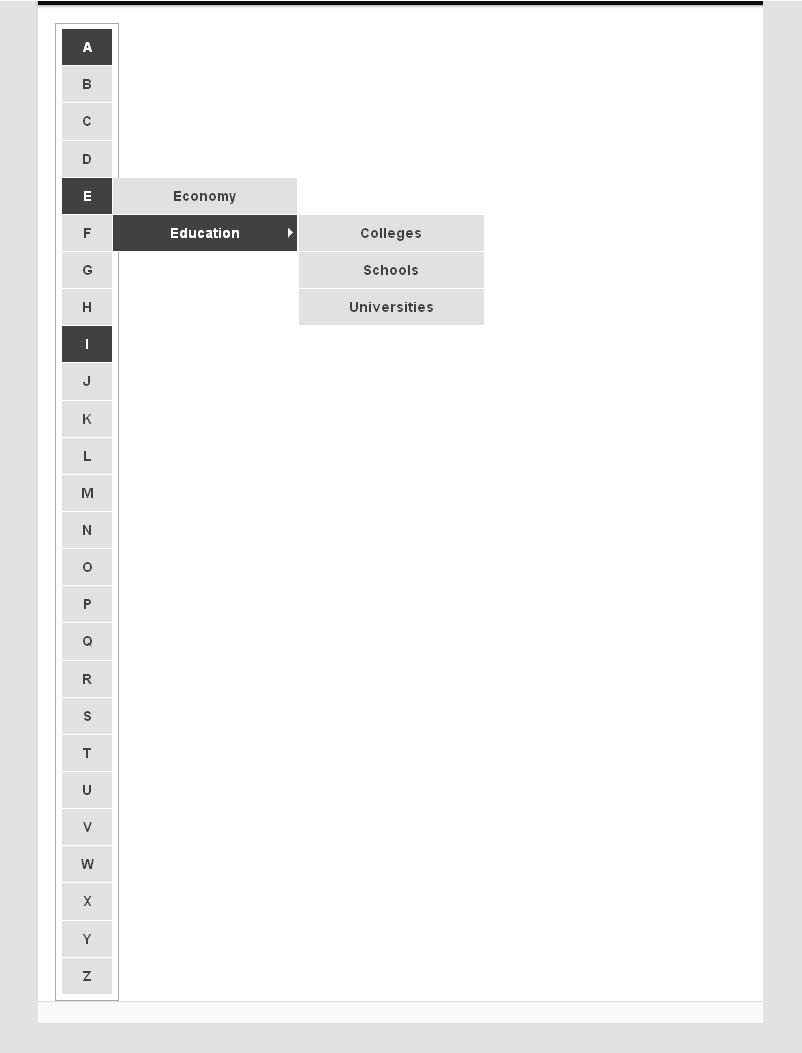 A
B
C
D
E Economy
F Education Colleges
G Schools
H Universities
I
J
K
L
M
N
O
P
Q
R
S
T
U
V
W
X
Y
Z